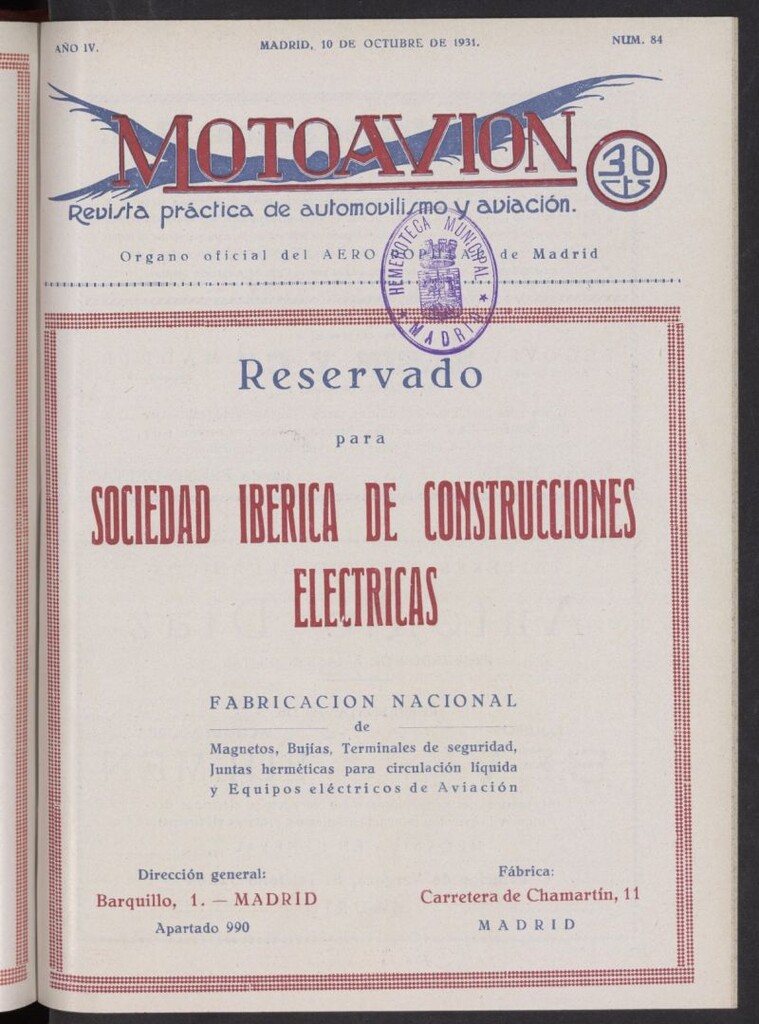 AÑO IV.
MADRID, 10 DE OCTUBRE DE 1931.
NUM. 84
MOTOAVION
30 cts
Revista práctica de automovilismo y aviación.
Organo oficial del AERO POPULAR de Madrid
HEMEROTECA MUNICIPAL
MADRID
Reservado
para
SOCIEDAD IBERICA DE CONSTRUCCIONES
ELECTRICAS
FABRICACION NACIONAL
de
Magnetos, Bujías, Terminales de seguridad,
Juntas herméticas para circulación líquida
y Equipos eléctricos de Aviación
Dirección general:
Barquillo, 1. — MADRID
Apartado 990
Fábrica:
Carretera de Chamartín, 11
MADRID